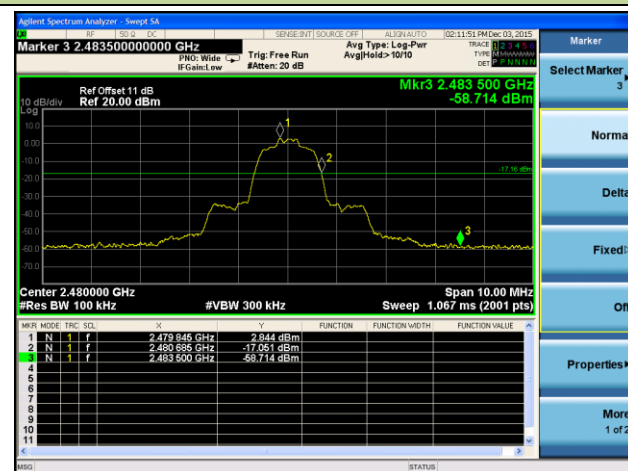 Agilent Spectrum Analyzer - Swept SA
RF 50 Ω DC SENSE:INT SOURCE OFF ALIGN AUTO 02:11:51 PM Dec 03, 2015
Marker 3 2.483500000000 GHz
PNO: Wide Trig: Free Run Avg Type: Log-Pwr TRACE 1 2 3 4 5 6
IFGain:Low #Atten: 20 dB Avg|Hold:>10/10 TYPE MWWWWW
DET P P N N N N
Ref Offset 11 dB Mkr3 2.483 500 GHz
10 dB/div Ref 20.00 dBm -58.714 dBm
Log
10.0
0.00
-10.0
-20.0
-30.0
-40.0
-50.0
-60.0
-70.0
1
2
-17.16 dBm
3
Center 2.480000 GHz Span 10.00 MHz
#Res BW 100 kHz #VBW 300 kHz Sweep 1.067 ms (2001 pts)
MKR MODE TRC SCL X Y FUNCTION FUNCTION WIDTH FUNCTION VALUE
1 N 1 f 2.479 845 GHz 2.844 dBm
2 N 1 f 2.480 685 GHz -17.051 dBm
3 N 1 f 2.483 500 GHz -58.714 dBm
4
5
6
7
8
9
10
11
MSG STATUS
Marker
Select Marker
3
Norma
Delta
Fixed
Of
Properties
More
1 of 2